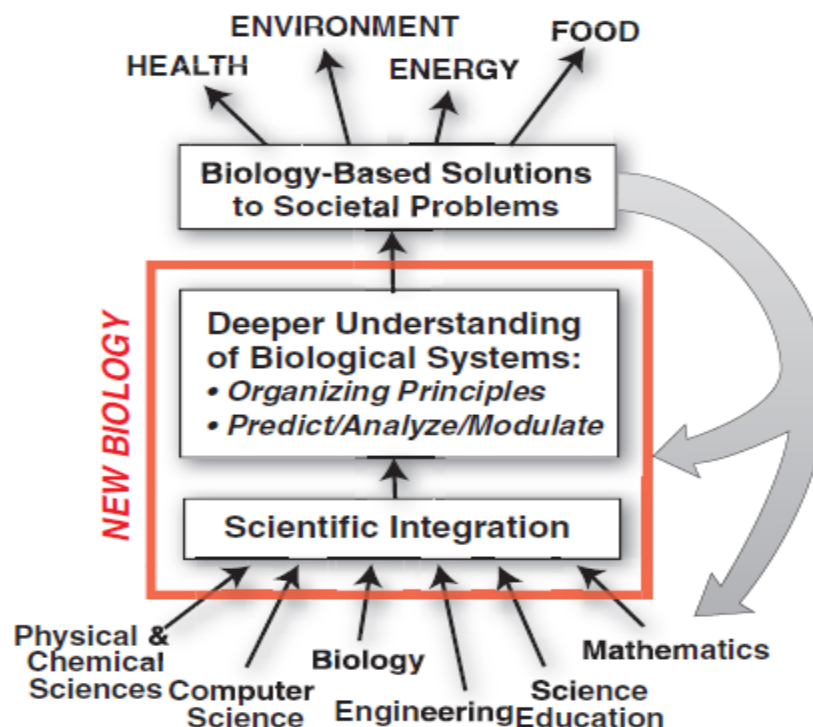 ENVIRONMENT
FOOD
HEALTH
ENERGY
Biology-Based Solutions
to Societal Problems
NEW BIOLOGY
Deeper Understanding
of Biological Systems:
• Organizing Principles
• Predict/Analyze/Modulate
Scientific Integration
Physical &
Chemical
Sciences
Computer
Science
Biology
Engineering
Science
Education
Mathematics